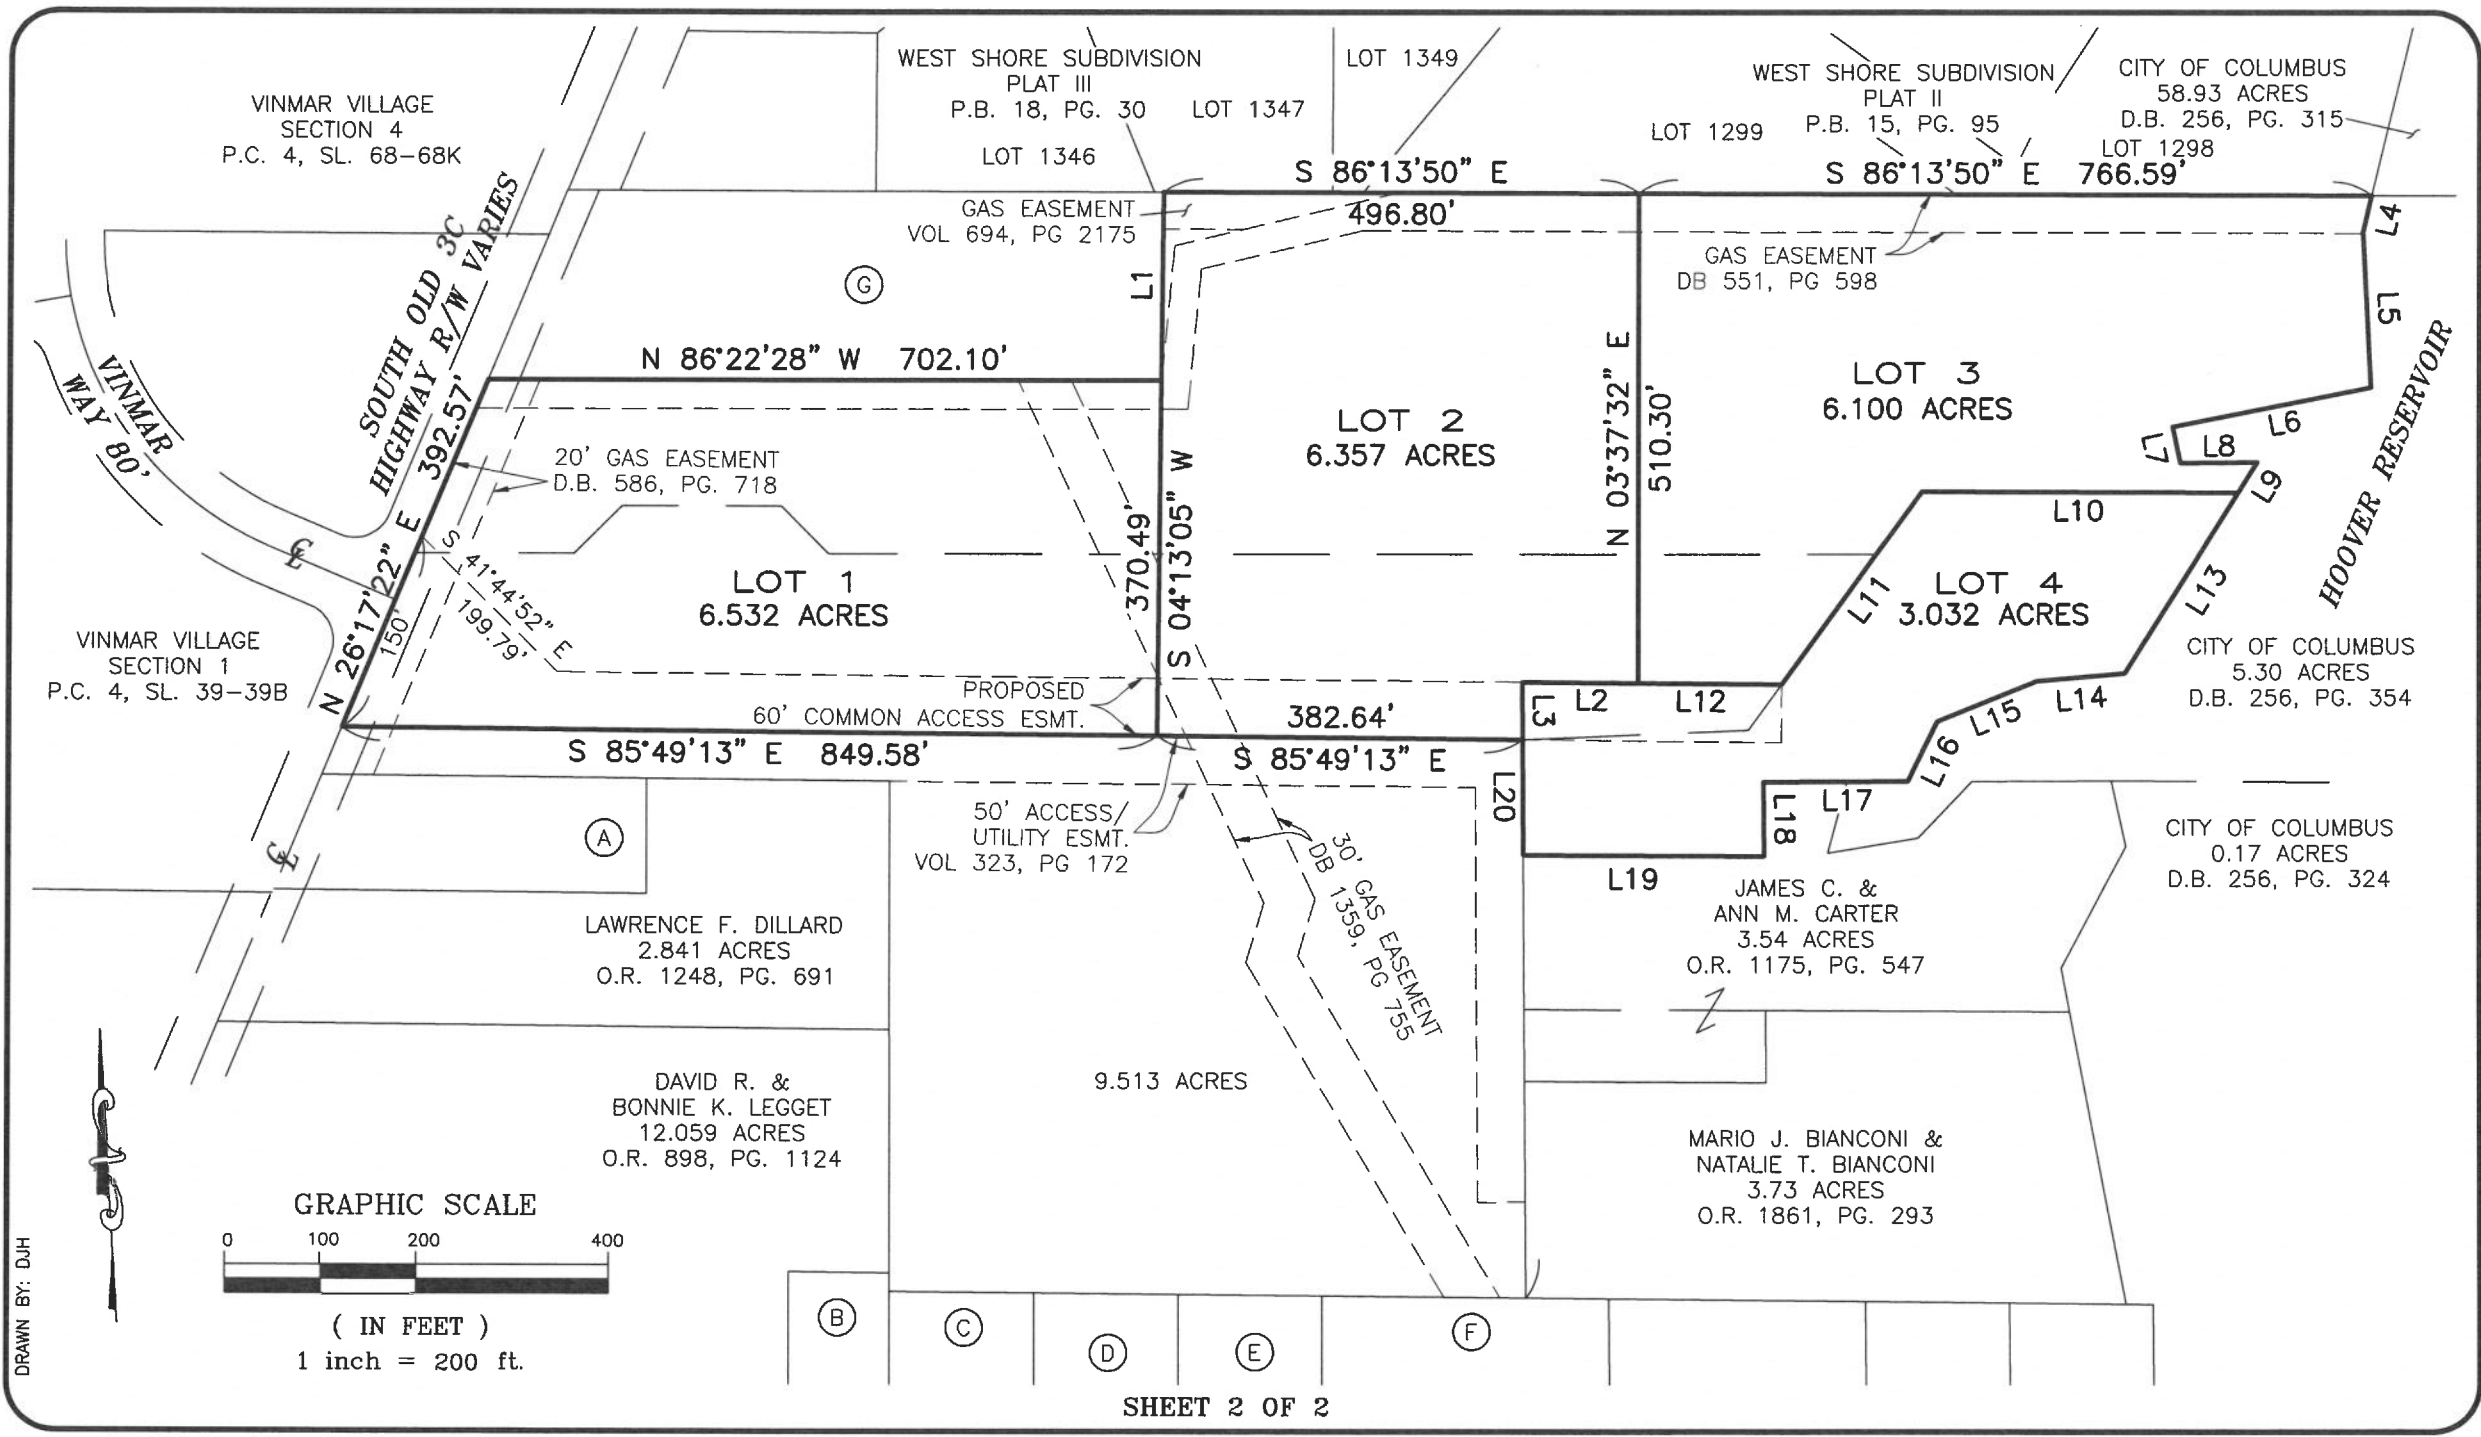 VINMAR VILLAGE
SECTION 4
P.C. 4, SL. 68-68K
WEST SHORE SUBDIVISION
PLAT III
P.B. 18, PG. 30
LOT 1347
LOT 1346
LOT 1349
WEST SHORE SUBDIVISION
PLAT II
P.B. 15, PG. 95
LOT 1299
CITY OF COLUMBUS
58.93 ACRES
D.B. 256, PG. 315
LOT 1298
S 86°13'50" E
496.80'
S 86°13'50" E 766.59'
GAS EASEMENT
VOL 694, PG 2175
GAS EASEMENT
DB 551, PG 598
SOUTH OLD 3C
HIGHWAY R/W VARIES
VINMAR
WAY 80'
G
L1
L4
L5
N 86°22'28" W 702.10'
HOOVER RESERVOIR
LOT 3
6.100 ACRES
LOT 2
6.357 ACRES
N 03°37'32" E
510.30'
L6
L7
L8
L9
L10
20' GAS EASEMENT
D.B. 586, PG. 718
N 26°17'22" E 392.57'
150'
S 41°44'52" E
199.79'
CL
LOT 1
6.532 ACRES
370.49'
S 04°13'05" W
LOT 4
3.032 ACRES
L11
L13
VINMAR VILLAGE
SECTION 1
P.C. 4, SL. 39-39B
CITY OF COLUMBUS
5.30 ACRES
D.B. 256, PG. 354
PROPOSED
60' COMMON ACCESS ESMT.
382.64'
L3
L2
L12
L14
L15
L16
S 85°49'13" E 849.58'
S 85°49'13" E
L20
L17
L18
L19
50' ACCESS/
UTILITY ESMT.
VOL 323, PG 172
30' GAS EASEMENT
DB 1359, PG 755
A
CL
CITY OF COLUMBUS
0.17 ACRES
D.B. 256, PG. 324
JAMES C. &
ANN M. CARTER
3.54 ACRES
O.R. 1175, PG. 547
LAWRENCE F. DILLARD
2.841 ACRES
O.R. 1248, PG. 691
DAVID R. &
BONNIE K. LEGGET
12.059 ACRES
O.R. 898, PG. 1124
9.513 ACRES
MARIO J. BIANCONI &
NATALIE T. BIANCONI
3.73 ACRES
O.R. 1861, PG. 293
GRAPHIC SCALE
0 100 200 400
( IN FEET )
1 inch = 200 ft.
DRAWN BY: DJH
B
C
D
E
F
SHEET 2 OF 2